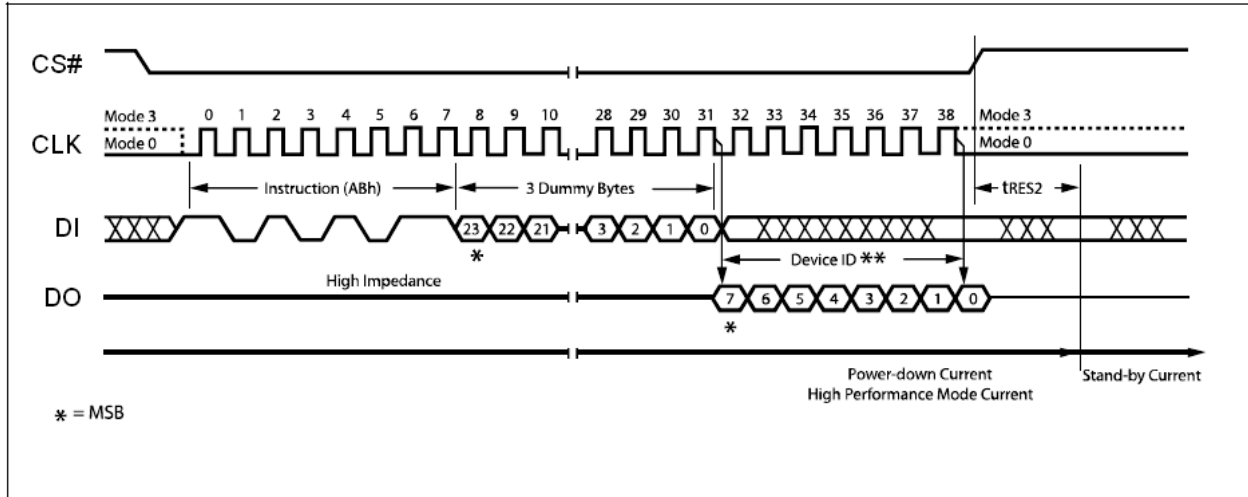 CS#
Mode 3 0 1 2 3 4 5 6 7 8 9 10 28 29 30 31 32 33 34 35 36 37 38 Mode 3
CLK Mode 0 Mode 0
Instruction (ABh) 3 Dummy Bytes tRES2
DI 23 22 21 3 2 1 0
* Device ID **
High Impedance
DO 7 6 5 4 3 2 1 0
*
Power-down Current Stand-by Current
High Performance Mode Current
* = MSB